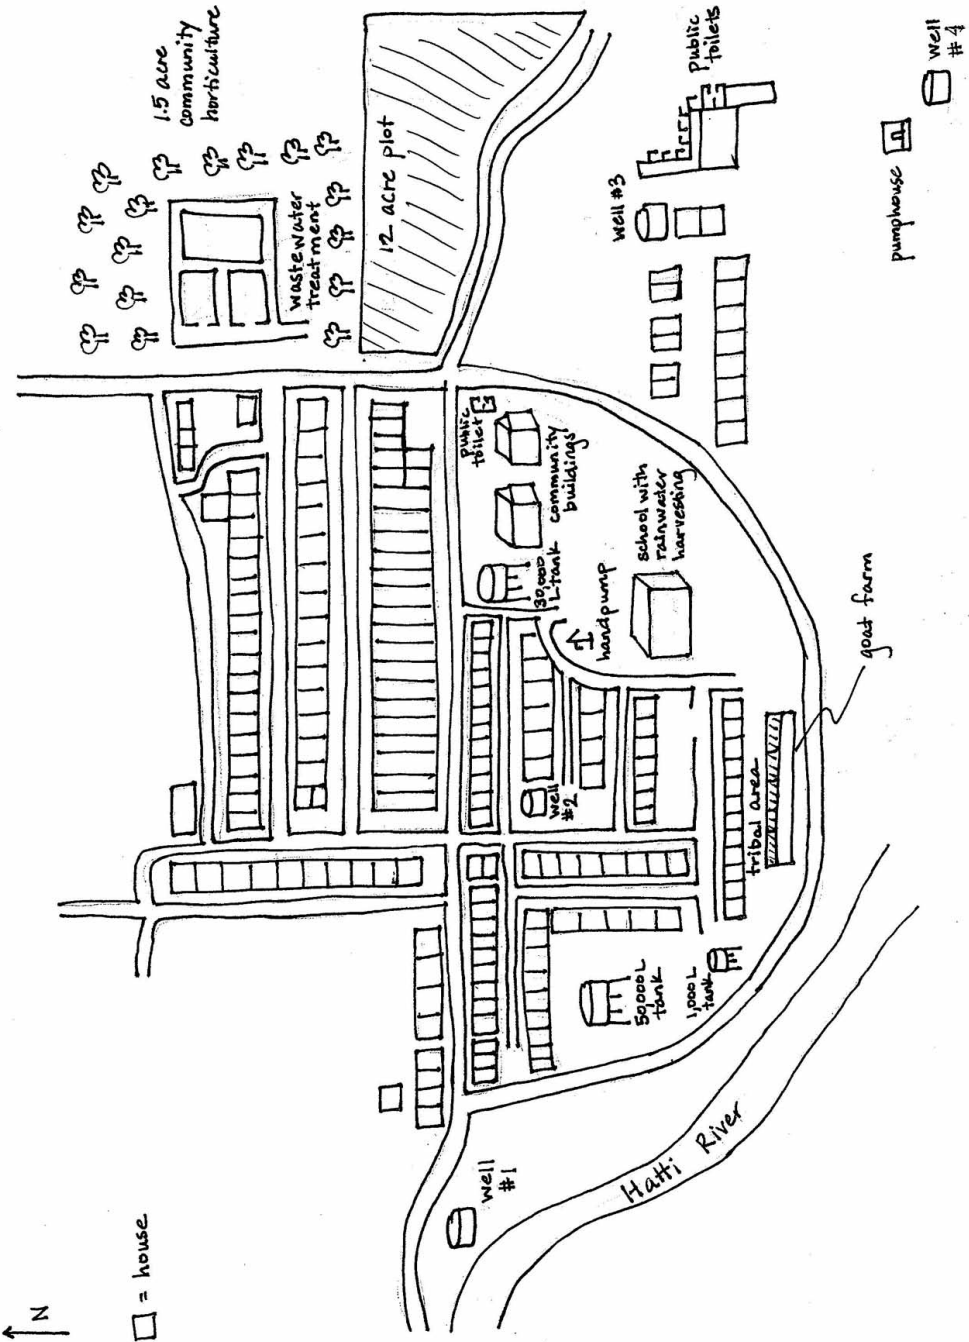 N
= house
1.5 acre
community
horticulture
wastewater
treatment
12 acre plot
well
#1
public
toilet
community
buildings
30,000
L tank
handpump
well
#2
school with
rainwater
harvesting
50000 L
tank
1,000 L
tank
tribal area
goat farm
Hatti River
well #3
public
toilets
pumphouse
well
#4